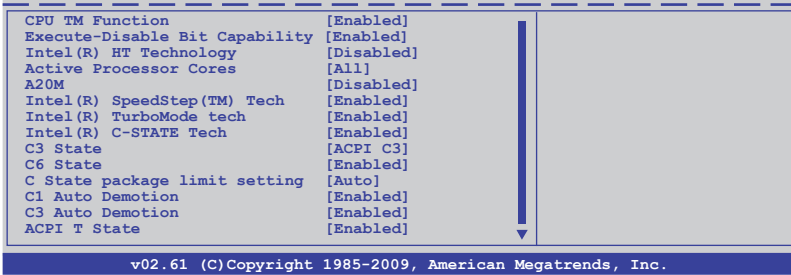 CPU TM Function [Enabled]
Execute-Disable Bit Capability [Enabled]
Intel(R) HT Technology [Disabled]
Active Processor Cores [All]
A20M [Disabled]
Intel(R) SpeedStep(TM) Tech [Enabled]
Intel(R) TurboMode tech [Enabled]
Intel(R) C-STATE Tech [Enabled]
C3 State [ACPI C3]
C6 State [Enabled]
C State package limit setting [Auto]
C1 Auto Demotion [Enabled]
C3 Auto Demotion [Enabled]
ACPI T State [Enabled]
v02.61 (C)Copyright 1985-2009, American Megatrends, Inc.